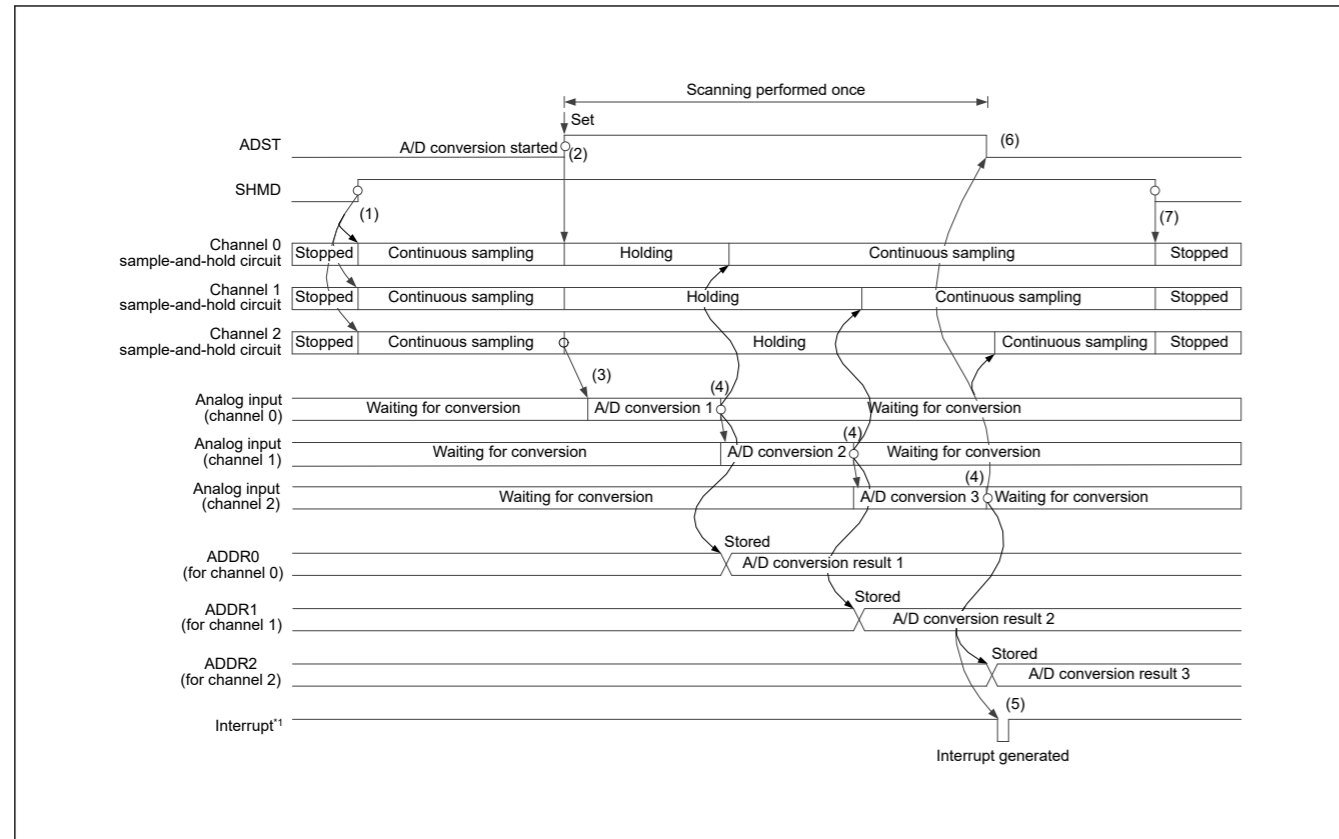 Scanning performed once
Set
ADST
A/D conversion started
(2)
(6)
SHMD
(1)
(7)
Channel 0
sample-and-hold circuit
Stopped
Continuous sampling
Holding
Continuous sampling
Stopped
Channel 1
sample-and-hold circuit
Stopped
Continuous sampling
Holding
Continuous sampling
Stopped
Channel 2
sample-and-hold circuit
Stopped
Continuous sampling
Holding
Continuous sampling
Stopped
(3)
Analog input
(channel 0)
Waiting for conversion
A/D conversion 1
(4)
Waiting for conversion
Analog input
(channel 1)
Waiting for conversion
A/D conversion 2
(4)
Waiting for conversion
Analog input
(channel 2)
Waiting for conversion
A/D conversion 3
(4)
Waiting for conversion
ADDR0
(for channel 0)
Stored
A/D conversion result 1
ADDR1
(for channel 1)
Stored
A/D conversion result 2
ADDR2
(for channel 2)
Stored
A/D conversion result 3
Interrupt*1
(5)
Interrupt generated